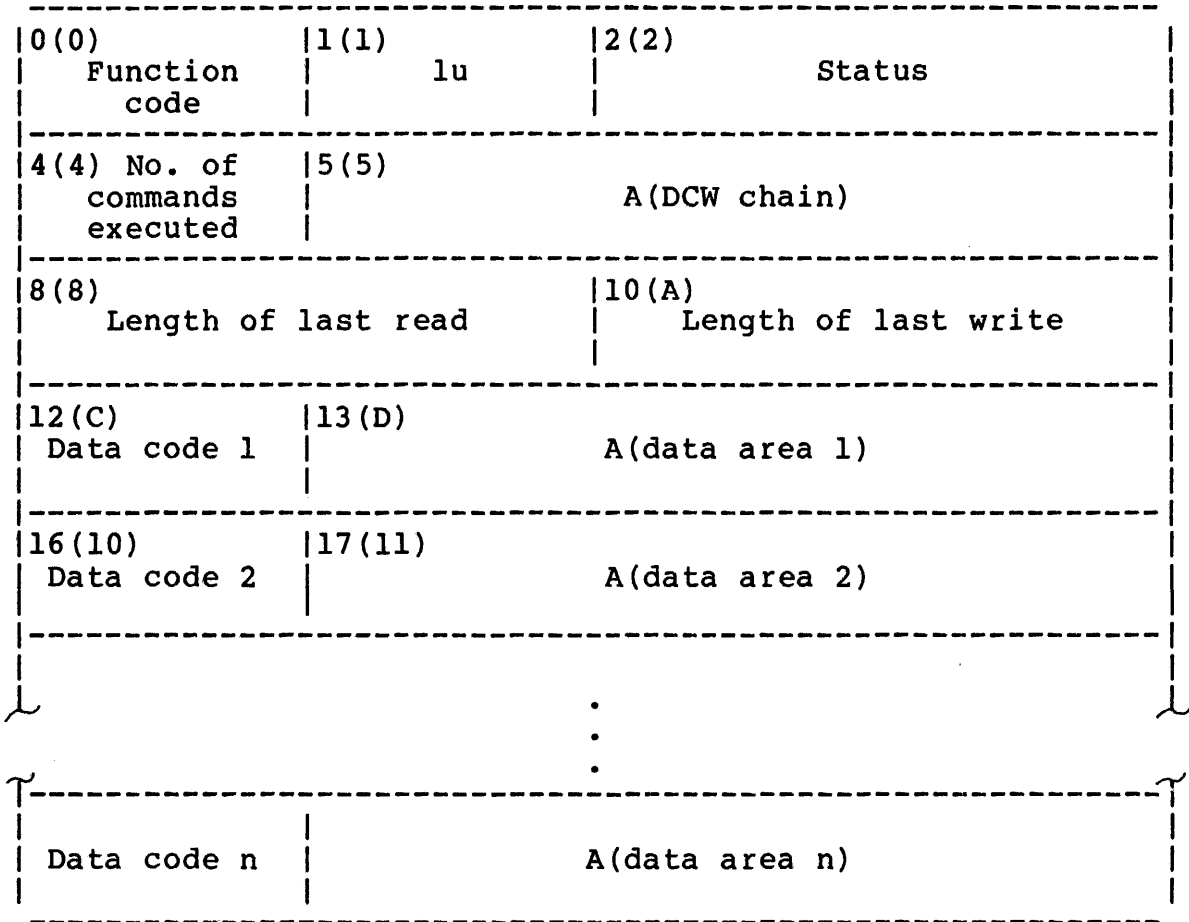 0(0) 1(1) 2(2)
Function lu Status
code
4(4) No. of 5(5)
commands A(DCW chain)
executed
8(8) 10(A)
Length of last read Length of last write
12(C) 13(D)
Data code 1 A(data area 1)
16(10) 17(11)
Data code 2 A(data area 2)
.
.
.
Data code n A(data area n)